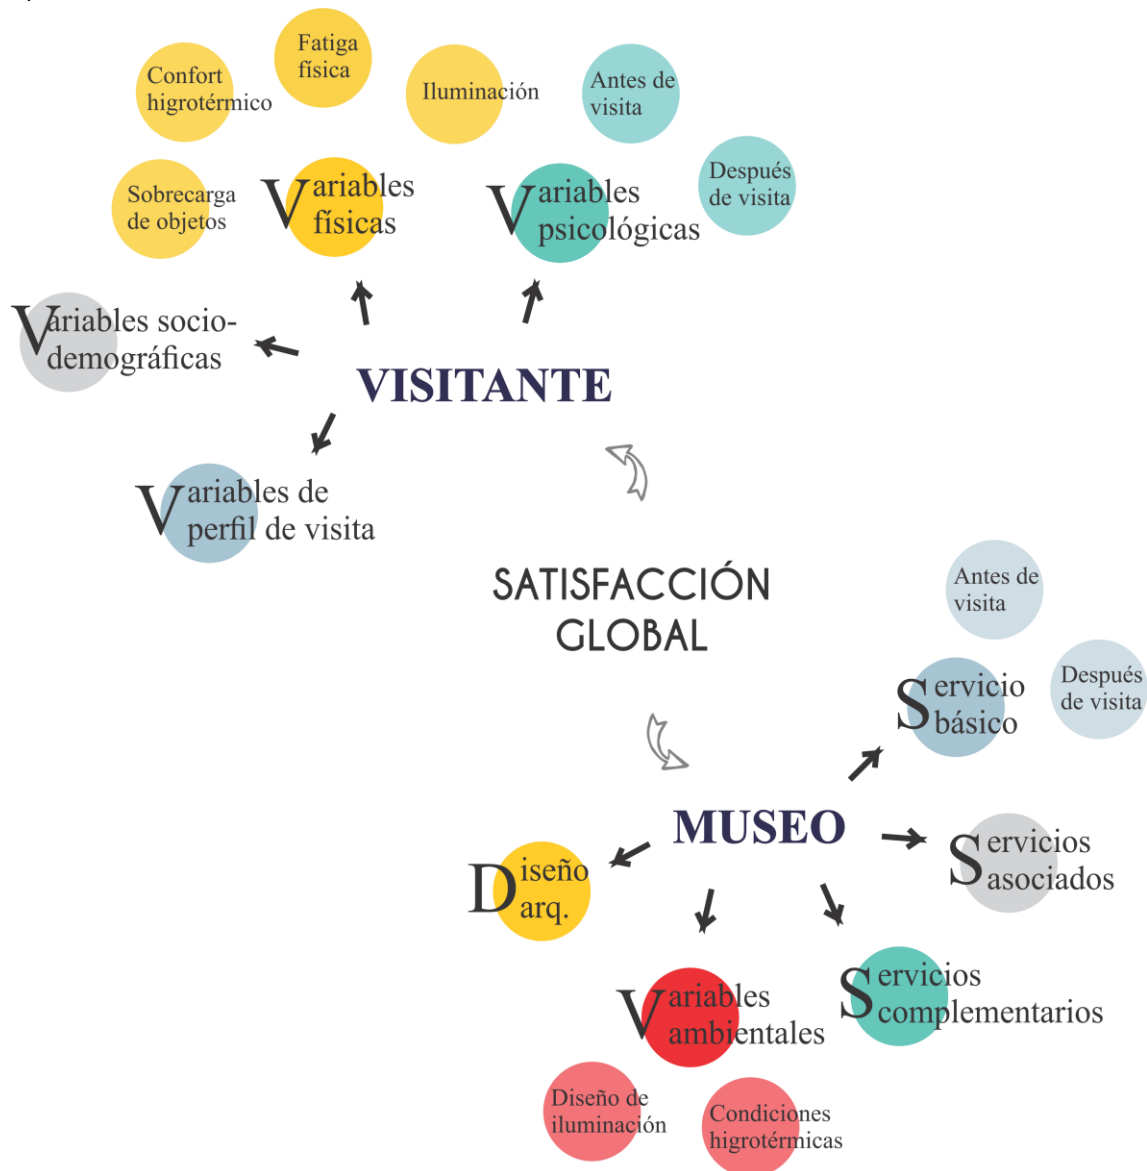 Fatiga
física
Confort
higrotérmico
Iluminación
Antes de
visita
Sobrecarga
de objetos
Variables
físicas
Variables
psicológicas
Después
de visita
Variables socio-
demográficas
VISITANTE
Variables de
perfil de visita
SATISFACCIÓN
GLOBAL
Antes de
visita
Servicio
básico
Después
de visita
MUSEO
Diseño
arq.
Servicios
asociados
Variables
ambientales
Servicios
complementarios
Diseño de
iluminación
Condiciones
higrotérmicas